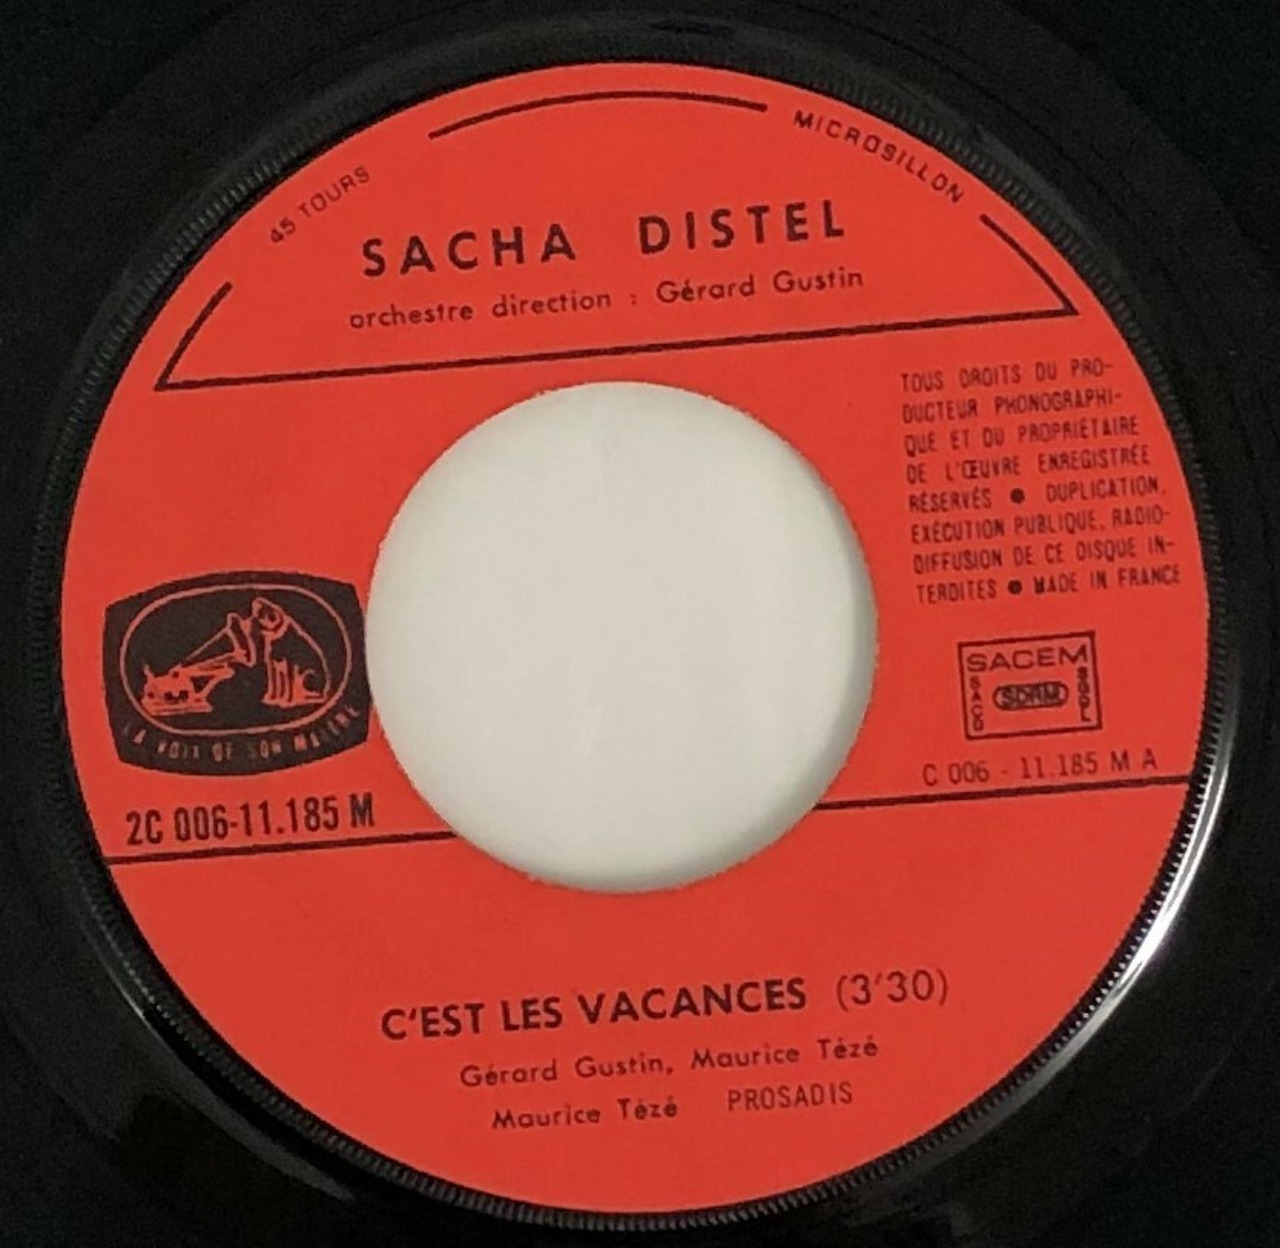 45 TOURS
MICROSILLON
SACHA DISTEL
orchestre direction : Gérard Gustin
TOUS DROITS DU PRO-
DUCTEUR PHONOGRAPHI-
QUE ET DU PROPRIÉTAIRE
DE L'ŒUVRE ENREGISTRÉE
RÉSERVÉS ● DUPLICATION,
EXÉCUTION PUBLIQUE, RADIO-
DIFFUSION DE CE DISQUE IN-
TERDITES ● MADE IN FRANCE
LA VOIX DE SON MAITRE
SACEM
SACD
SDRM
SGDL
C 006 - 11.185 M A
2C 006-11.185 M
C'EST LES VACANCES (3'30)
Gérard Gustin, Maurice Tézé
Maurice Tézé PROSADIS